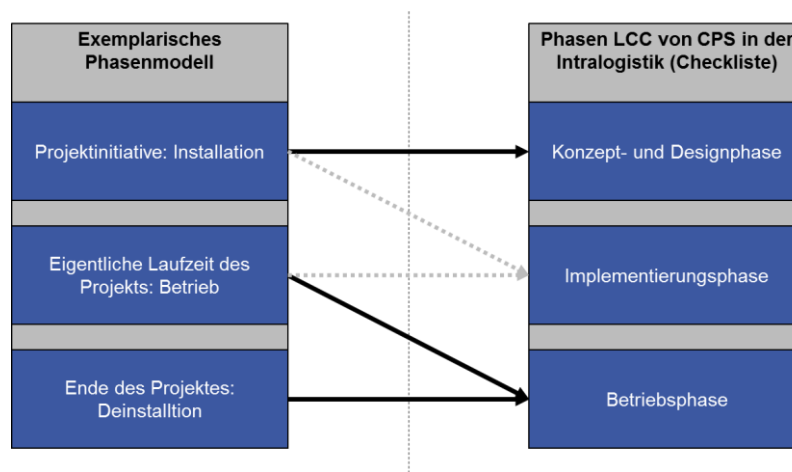 Exemplarisches
Phasenmodell
Projektinitiative: Installation
Eigentliche Laufzeit des
Projekts: Betrieb
Ende des Projektes:
Deinstalltion
Phasen LCC von CPS in der
Intralogistik (Checkliste)
Konzept- und Designphase
Implementierungsphase
Betriebsphase